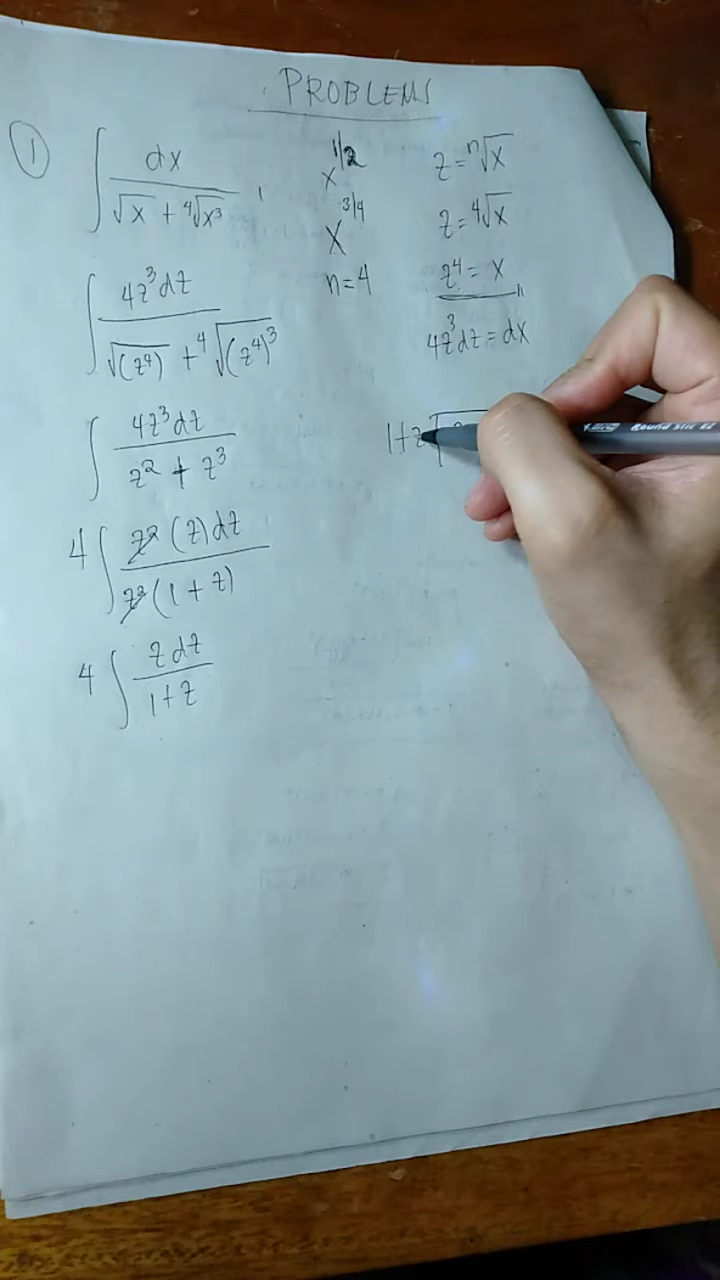 PROBLEMS
① ∫ dx / (√x + ⁴√x³) ,
x^1/2
x^3/4
n=4
z = ⁿ√x
z = ⁴√x
z⁴ = x
4z³dz = dx
∫ 4z³dz / (√(z⁴) + ⁴√(z⁴)³)
∫ 4z³dz / (z² + z³)
4 ∫ z² (z)dz / z² (1 + z)
4 ∫ z dz / (1+z)
1+z